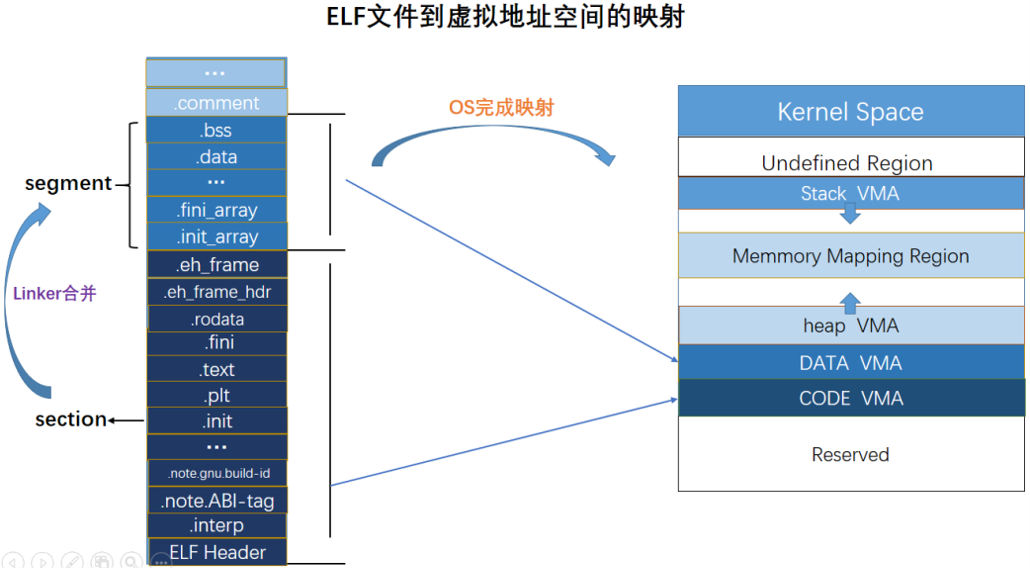 ELF文件到虚拟地址空间的映射
...
.comment
.bss
.data
...
.fini_array
.init_array
.eh_frame
.eh_frame_hdr
.rodata
.fini
.text
.plt
.init
...
.note.gnu.build-id
.note.ABI-tag
.interp
ELF Header
segment
Linker合并
section
OS完成映射
Kernel Space
Undefined Region
Stack VMA
Memmory Mapping Region
heap VMA
DATA VMA
CODE VMA
Reserved